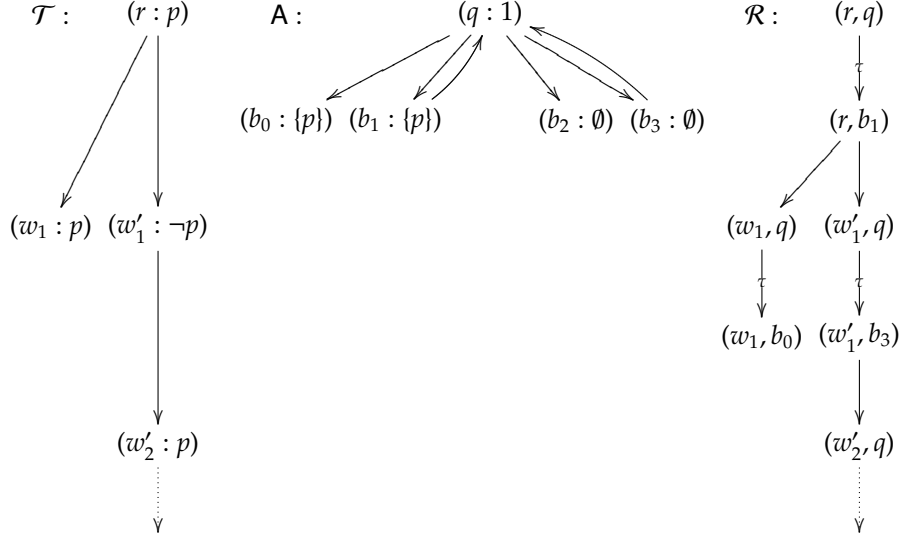 𝒯 : (r : p) A : (q : 1) ℛ : (r, q)
τ
(b₀ : {p}) (b₁ : {p}) (b₂ : ∅) (b₃ : ∅) (r, b₁)
(w₁ : p) (w′₁ : ¬p) (w₁, q) (w′₁, q)
τ τ
(w₁, b₀) (w′₁, b₃)
(w′₂ : p) (w′₂, q)